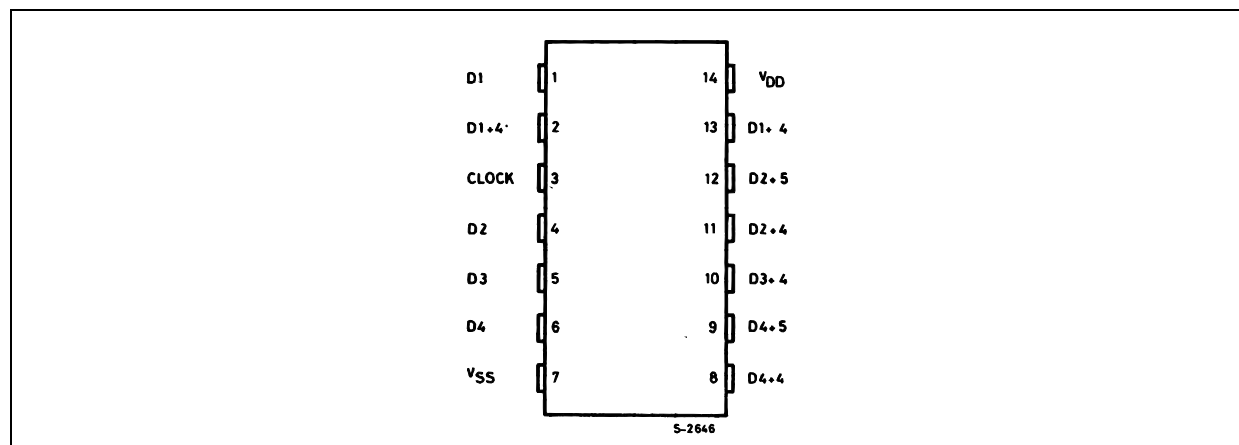 D1 1 14 VDD
D1+4 2 13 D1+4
CLOCK 3 12 D2+5
D2 4 11 D2+4
D3 5 10 D3+4
D4 6 9 D4+5
VSS 7 8 D4+4
S-2646